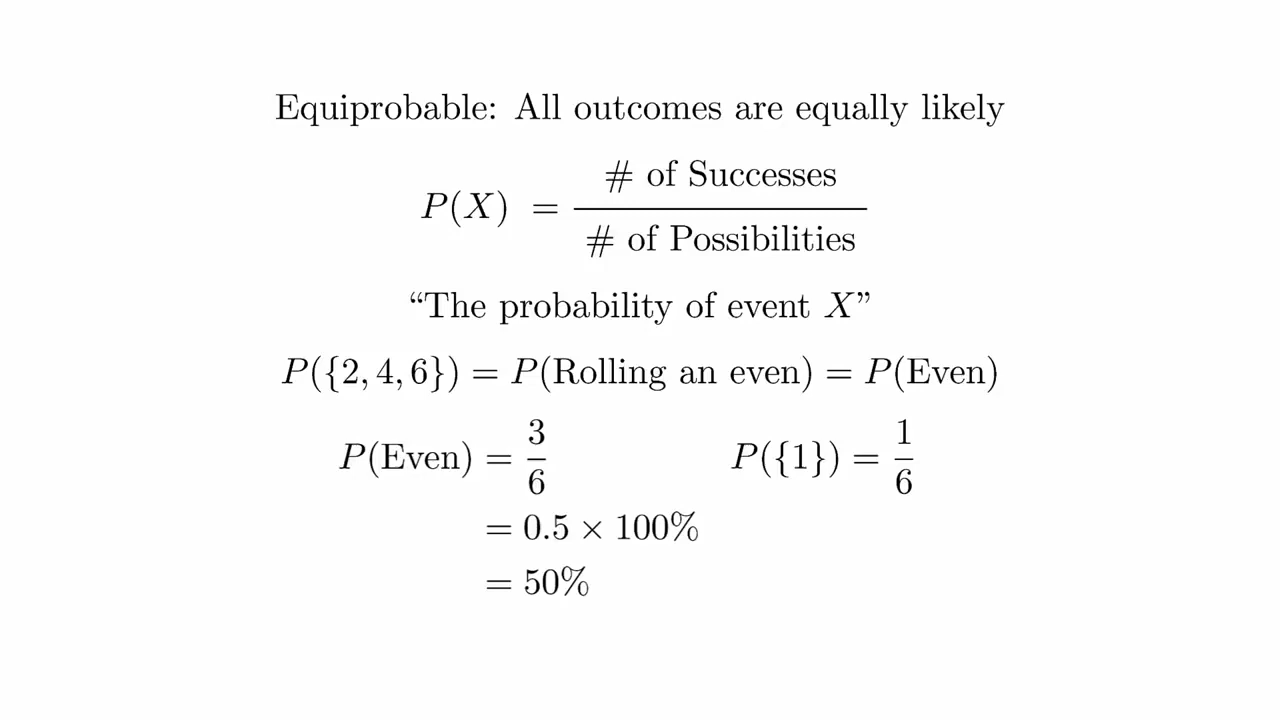 Equiprobable: All outcomes are equally likely
P(X) = # of Successes / # of Possibilities
“The probability of event X”
P({2, 4, 6}) = P(Rolling an even) = P(Even)
P(Even) = 3/6 P({1}) = 1/6
= 0.5 × 100%
= 50%